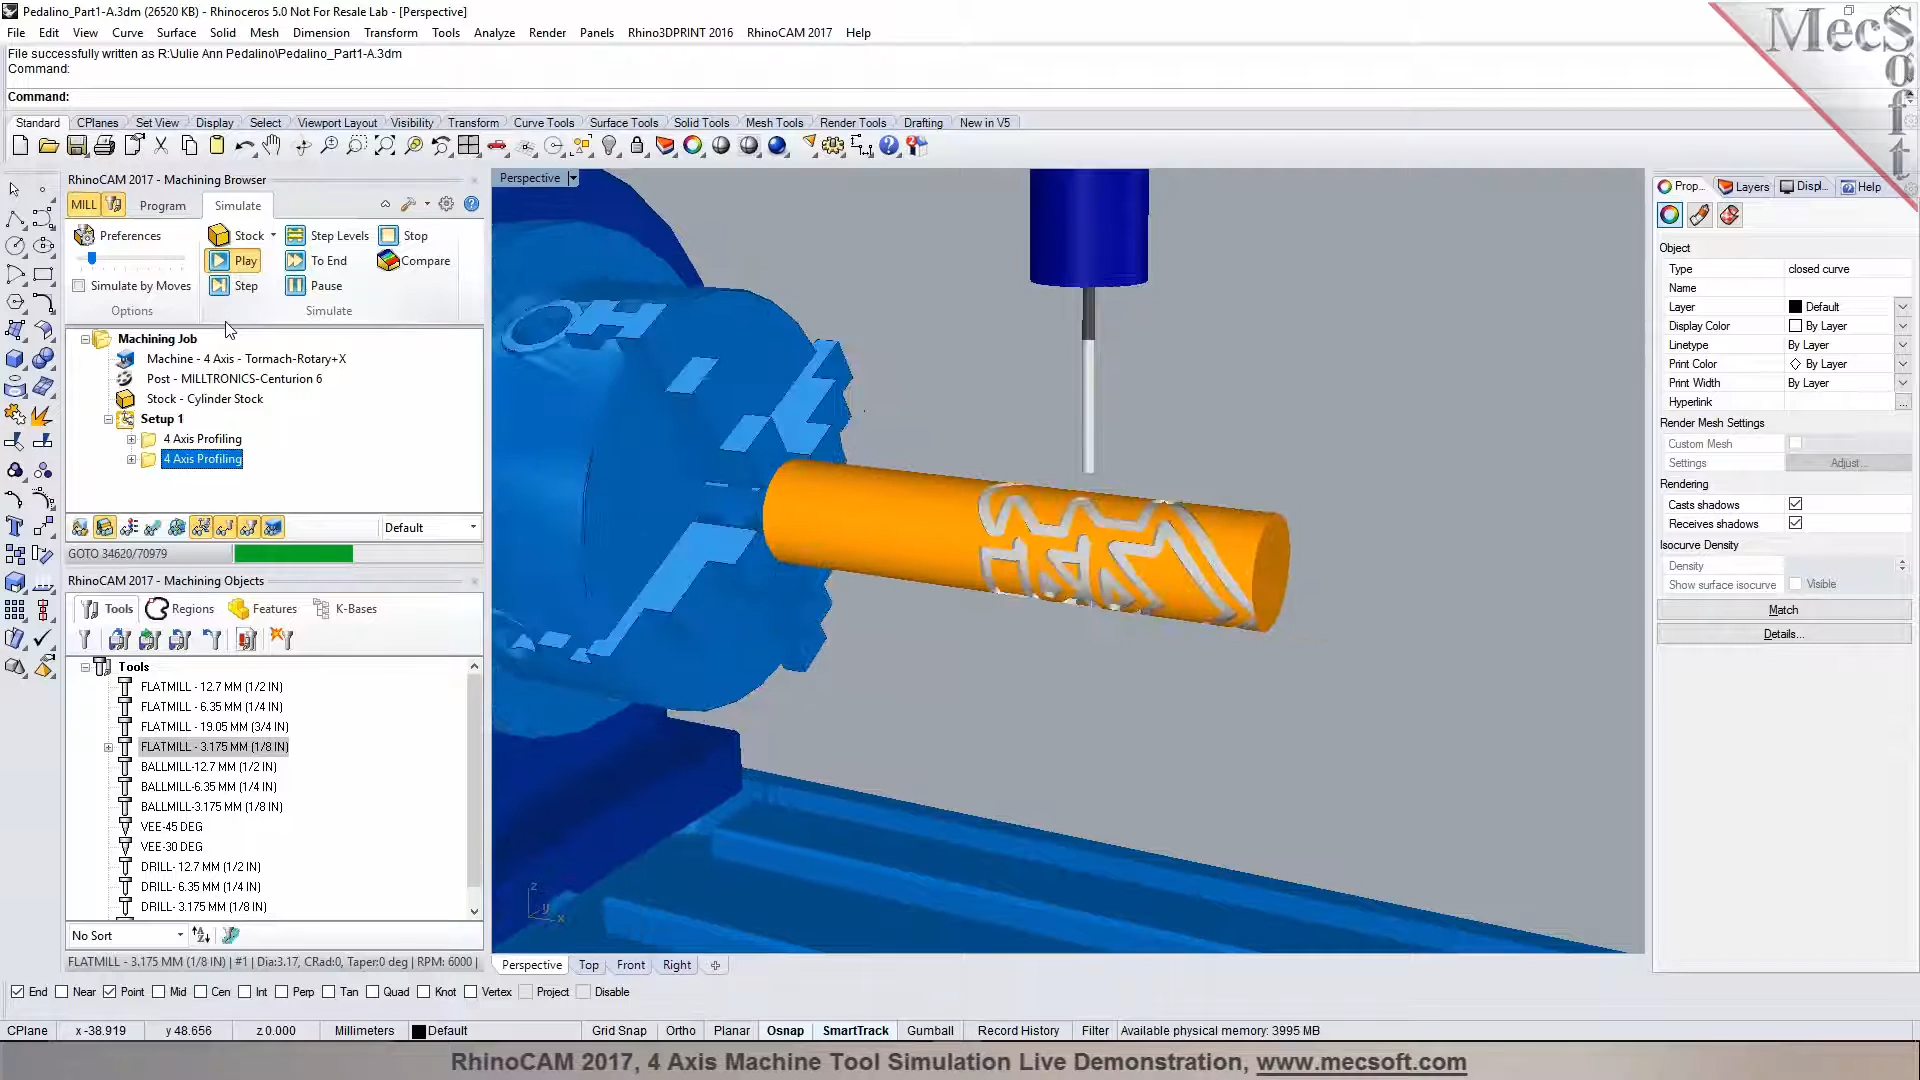 Pedalino_Part1-A.3dm (26520 KB) - Rhinoceros 5.0 Not For Resale Lab - [Perspective]
File Edit View Curve Surface Solid Mesh Dimension Transform Tools Analyze Render Panels Rhino3DPRINT 2016 RhinoCAM 2017 Help
File successfully written as R:\Julie Ann Pedalino\Pedalino_Part1-A.3dm
Command:
Command:
MecSoft
Standard CPlanes Set View Display Select Viewport Layout Visibility Transform Curve Tools Surface Tools Solid Tools Mesh Tools Render Tools Drafting New in V5
RhinoCAM 2017 - Machining Browser
MILL Program Simulate
Preferences Stock Step Levels Stop
Play To End Compare
Simulate by Moves Step Pause
Options Simulate
Machining Job
Machine - 4 Axis - Tormach-Rotary+X
Post - MILLTRONICS-Centurion 6
Stock - Cylinder Stock
Setup 1
4 Axis Profiling
4 Axis Profiling
Default
GOTO 34620/70979
RhinoCAM 2017 - Machining Objects
Tools Regions Features K-Bases
Tools
FLATMILL - 12.7 MM (1/2 IN)
FLATMILL - 6.35 MM (1/4 IN)
FLATMILL - 19.05 MM (3/4 IN)
FLATMILL - 3.175 MM (1/8 IN)
BALLMILL-12.7 MM (1/2 IN)
BALLMILL-6.35 MM (1/4 IN)
BALLMILL-3.175 MM (1/8 IN)
VEE-45 DEG
VEE-30 DEG
DRILL- 12.7 MM (1/2 IN)
DRILL- 6.35 MM (1/4 IN)
DRILL- 3.175 MM (1/8 IN)
No Sort
FLATMILL - 3.175 MM (1/8 IN) | #1 | Dia:3.17, CRad:0, Taper:0 deg | RPM: 6000 |
Perspective
z
y
x
Perspective Top Front Right
Prop... Layers Displ... Help
Object
Type closed curve
Name
Layer Default
Display Color By Layer
Linetype By Layer
Print Color By Layer
Print Width By Layer
Hyperlink ...
Render Mesh Settings
Custom Mesh
Settings Adjust...
Rendering
Casts shadows
Receives shadows
Isocurve Density
Density
Show surface isocurve Visible
Match
Details...
End Near Point Mid Cen Int Perp Tan Quad Knot Vertex Project Disable
CPlane x -38.919 y 48.656 z 0.000 Millimeters Default Grid Snap Ortho Planar Osnap SmartTrack Gumball Record History Filter Available physical memory: 3995 MB
RhinoCAM 2017, 4 Axis Machine Tool Simulation Live Demonstration, www.mecsoft.com